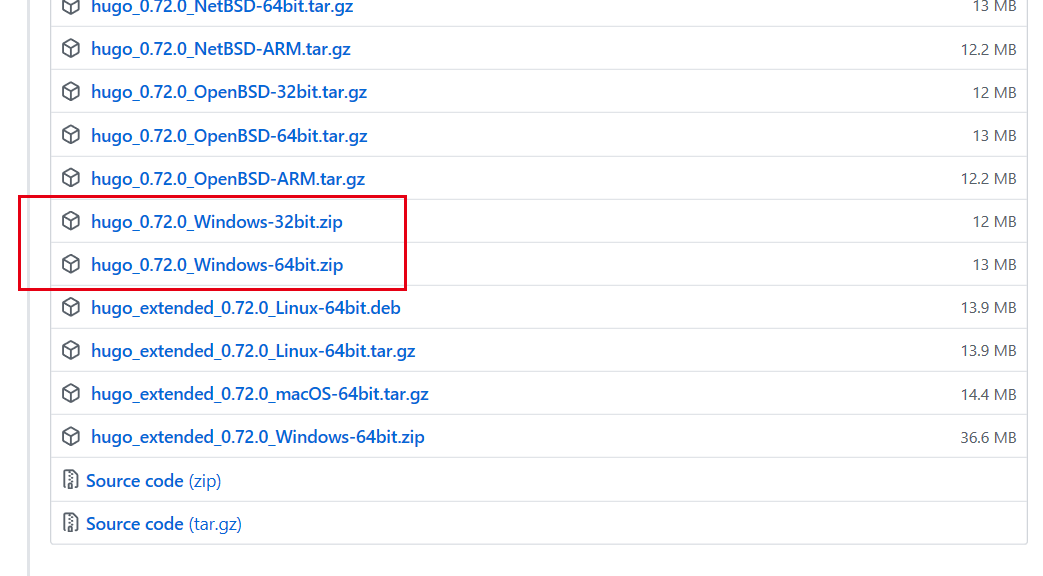 hugo_0.72.0_NetBSD-64bit.tar.gz 13 MB
hugo_0.72.0_NetBSD-ARM.tar.gz 12.2 MB
hugo_0.72.0_OpenBSD-32bit.tar.gz 12 MB
hugo_0.72.0_OpenBSD-64bit.tar.gz 13 MB
hugo_0.72.0_OpenBSD-ARM.tar.gz 12.2 MB
hugo_0.72.0_Windows-32bit.zip 12 MB
hugo_0.72.0_Windows-64bit.zip 13 MB
hugo_extended_0.72.0_Linux-64bit.deb 13.9 MB
hugo_extended_0.72.0_Linux-64bit.tar.gz 13.9 MB
hugo_extended_0.72.0_macOS-64bit.tar.gz 14.4 MB
hugo_extended_0.72.0_Windows-64bit.zip 36.6 MB
Source code (zip)
Source code (tar.gz)